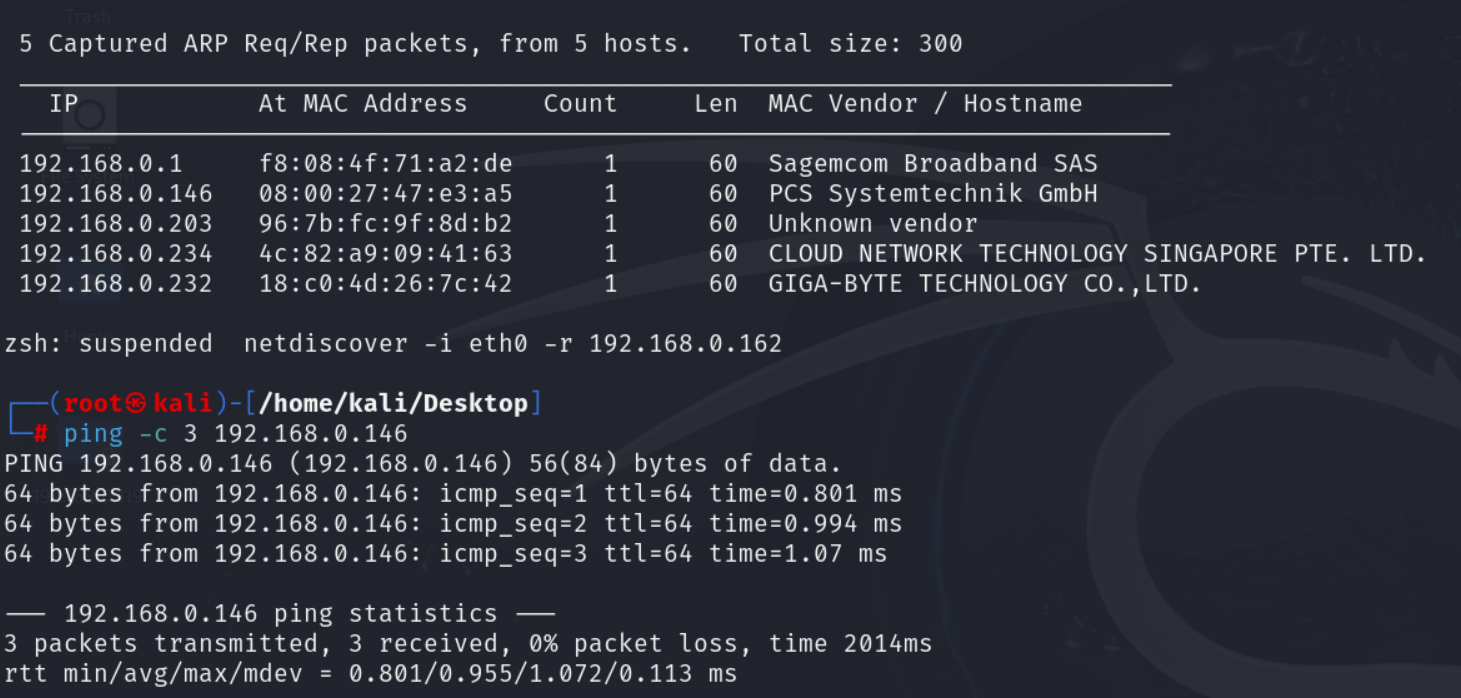 Trash
5 Captured ARP Req/Rep packets, from 5 hosts.   Total size: 300
IP            At MAC Address     Count     Len  MAC Vendor / Hostname
192.168.0.1     f8:08:4f:71:a2:de      1      60  Sagemcom Broadband SAS
192.168.0.146   08:00:27:47:e3:a5      1      60  PCS Systemtechnik GmbH
192.168.0.203   96:7b:fc:9f:8d:b2      1      60  Unknown vendor
192.168.0.234   4c:82:a9:09:41:63      1      60  CLOUD NETWORK TECHNOLOGY SINGAPORE PTE. LTD.
192.168.0.232   18:c0:4d:26:7c:42      1      60  GIGA-BYTE TECHNOLOGY CO.,LTD.
Home
zsh: suspended  netdiscover -i eth0 -r 192.168.0.162
(root㉿kali)-[/home/kali/Desktop]
# ping -c 3 192.168.0.146
PING 192.168.0.146 (192.168.0.146) 56(84) bytes of data.
64 bytes from 192.168.0.146: icmp_seq=1 ttl=64 time=0.801 ms
64 bytes from 192.168.0.146: icmp_seq=2 ttl=64 time=0.994 ms
64 bytes from 192.168.0.146: icmp_seq=3 ttl=64 time=1.07 ms
--- 192.168.0.146 ping statistics ---
3 packets transmitted, 3 received, 0% packet loss, time 2014ms
rtt min/avg/max/mdev = 0.801/0.955/1.072/0.113 ms